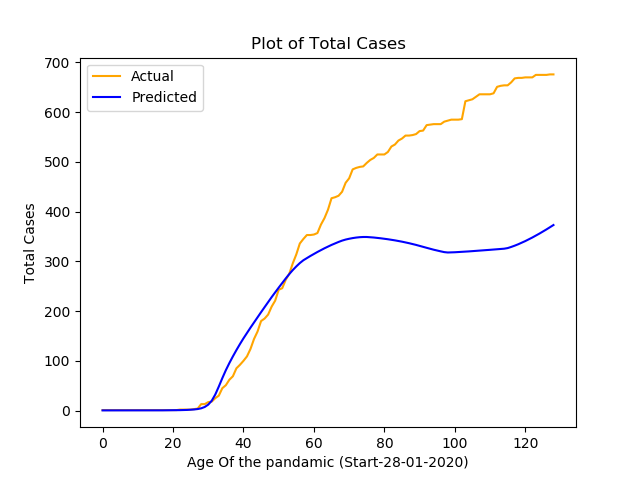 Plot of Total Cases
Actual
Predicted
Total Cases
700
600
500
400
300
200
100
0
0 20 40 60 80 100 120
Age Of the pandamic (Start-28-01-2020)